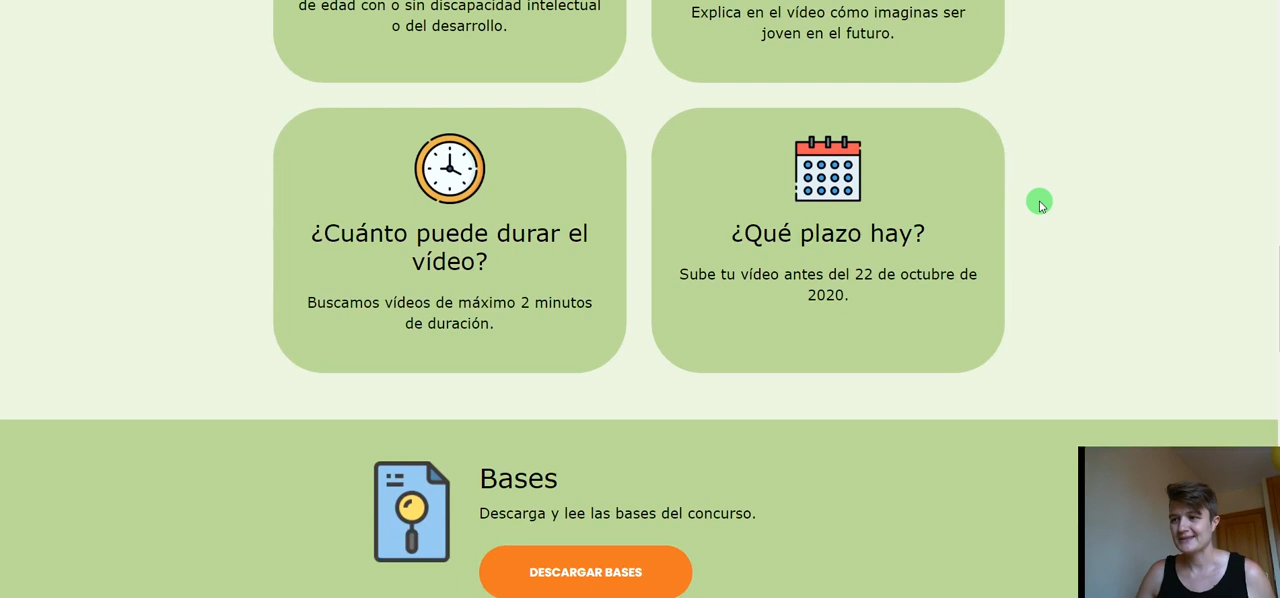 de edad con o sin discapacidad intelectual
o del desarrollo.
Explica en el vídeo cómo imaginas ser
joven en el futuro.
¿Cuánto puede durar el
vídeo?
Buscamos vídeos de máximo 2 minutos
de duración.
¿Qué plazo hay?
Sube tu vídeo antes del 22 de octubre de
2020.
Bases
Descarga y lee las bases del concurso.
DESCARGAR BASES